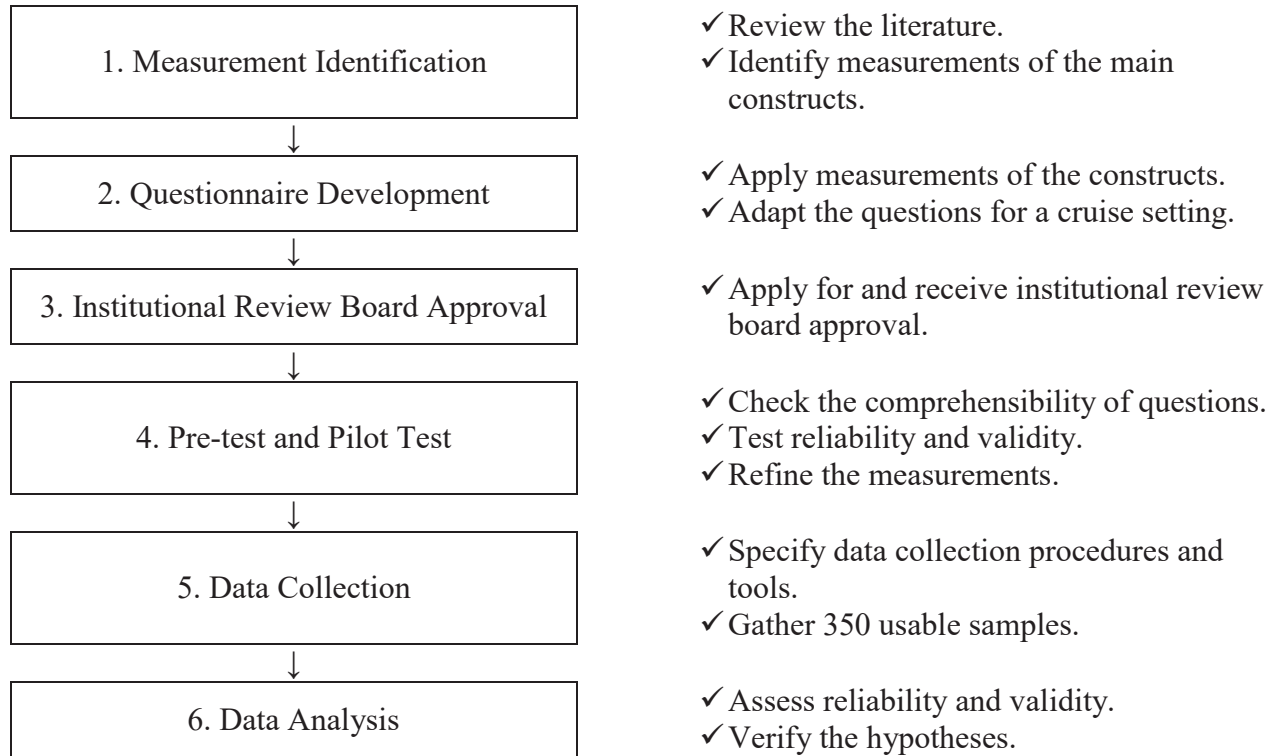 1. Measurement Identification
✓ Review the literature.
✓ Identify measurements of the main
constructs.
↓
2. Questionnaire Development
✓ Apply measurements of the constructs.
✓ Adapt the questions for a cruise setting.
↓
3. Institutional Review Board Approval
✓ Apply for and receive institutional review
board approval.
↓
4. Pre-test and Pilot Test
✓ Check the comprehensibility of questions.
✓ Test reliability and validity.
✓ Refine the measurements.
↓
5. Data Collection
✓ Specify data collection procedures and
tools.
✓ Gather 350 usable samples.
↓
6. Data Analysis
✓ Assess reliability and validity.
✓ Verify the hypotheses.